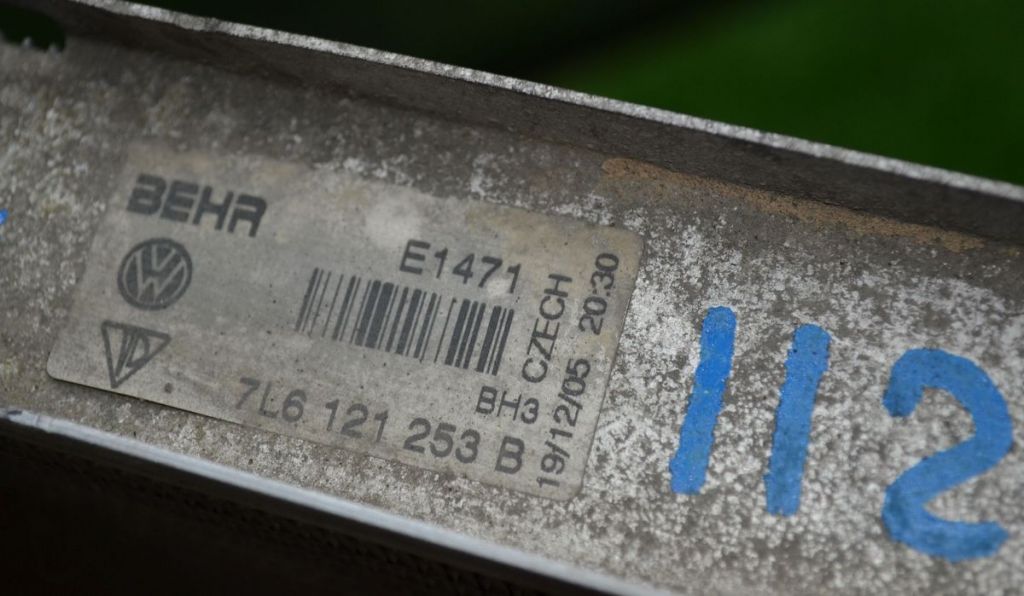 BEHR
E1471
CZECH
BH3
19/12/05 20:30
7L6 121 253 B
112